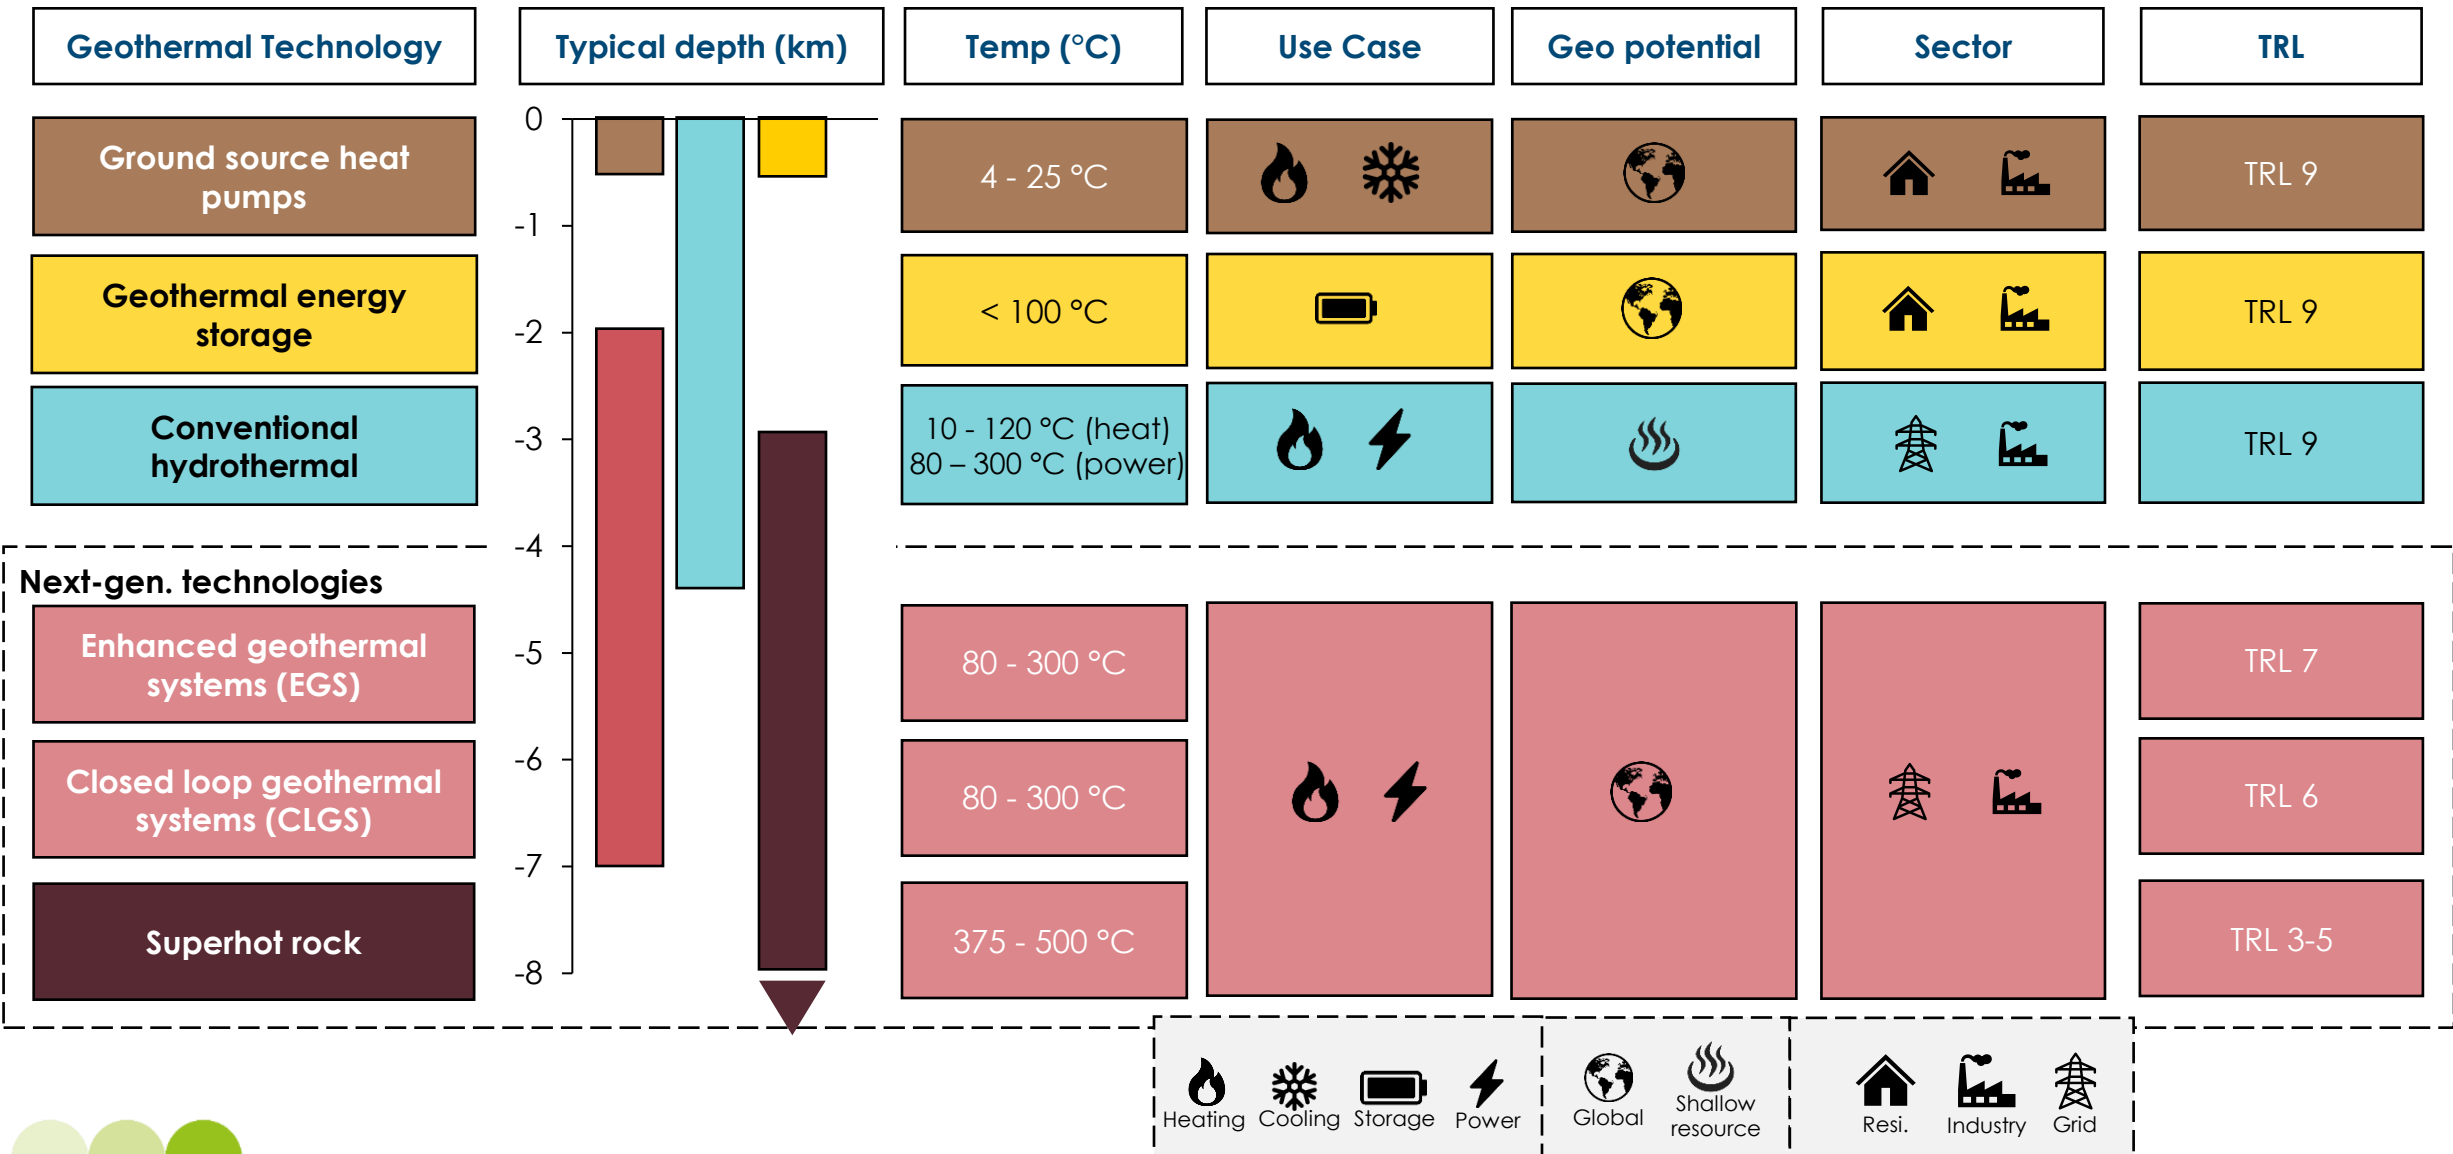 Geothermal Technology
Typical depth (km)
Temp (°C)
Use Case
Geo potential
Sector
TRL
Ground source heat
pumps
4 - 25 °C
TRL 9
Geothermal energy
storage
< 100 °C
TRL 9
Conventional
hydrothermal
10 - 120 °C (heat)
80 – 300 °C (power)
TRL 9
0
-1
-2
-3
-4
-5
-6
-7
-8
Next-gen. technologies
Enhanced geothermal
systems (EGS)
80 - 300 °C
TRL 7
Closed loop geothermal
systems (CLGS)
80 - 300 °C
TRL 6
Superhot rock
375 - 500 °C
TRL 3-5
Heating
Cooling
Storage
Power
Global
Shallow
resource
Resi.
Industry
Grid